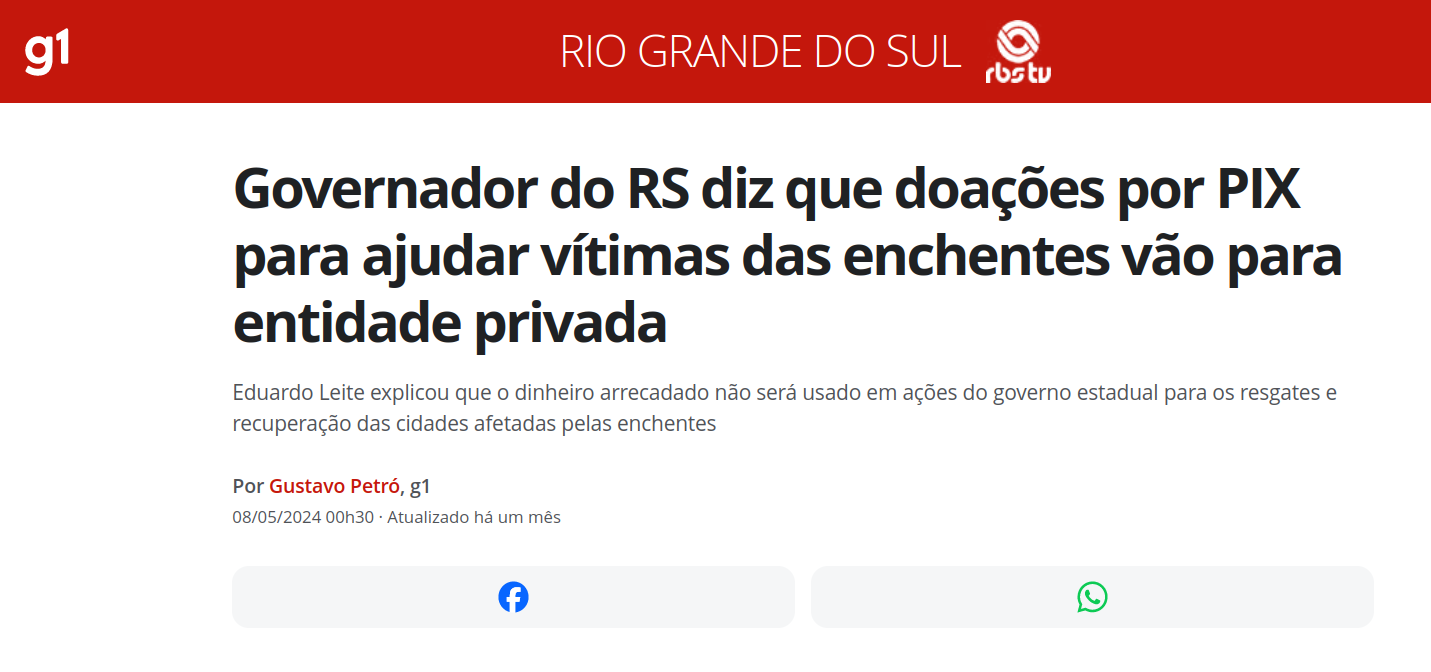 g1
RIO GRANDE DO SUL
rbs tv
Governador do RS diz que doações por PIX
para ajudar vítimas das enchentes vão para
entidade privada
Eduardo Leite explicou que o dinheiro arrecadado não será usado em ações do governo estadual para os resgates e
recuperação das cidades afetadas pelas enchentes
Por Gustavo Petró, g1
08/05/2024 00h30 · Atualizado há um mês